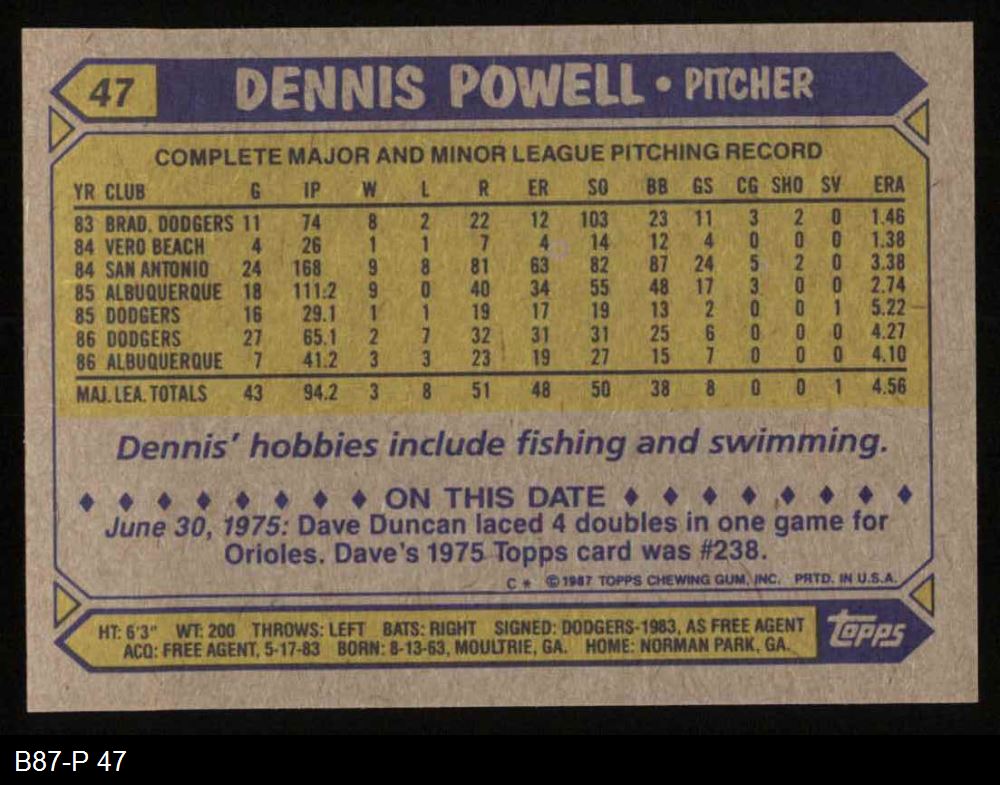 47 DENNIS POWELL • PITCHER
COMPLETE MAJOR AND MINOR LEAGUE PITCHING RECORD
YR CLUB G IP W L R ER SO BB GS CG SHO SV ERA
83 BRAD. DODGERS 11 74 8 2 22 12 103 23 11 3 2 0 1.46
84 VERO BEACH 4 26 1 1 7 4 14 12 4 0 0 0 1.38
84 SAN ANTONIO 24 168 9 8 81 63 82 87 24 5 2 0 3.38
85 ALBUQUERQUE 18 111.2 9 0 40 34 55 48 17 3 0 0 2.74
85 DODGERS 16 29.1 1 1 19 17 19 13 2 0 0 1 5.22
86 DODGERS 27 65.1 2 7 32 31 31 25 6 0 0 0 4.27
86 ALBUQUERQUE 7 41.2 3 3 23 19 27 15 7 0 0 0 4.10
MAJ. LEA. TOTALS 43 94.2 3 8 51 48 50 38 8 0 0 1 4.56
Dennis' hobbies include fishing and swimming.
♦ ♦ ♦ ♦ ♦ ♦ ♦ ♦ ON THIS DATE ♦ ♦ ♦ ♦ ♦ ♦ ♦ ♦
June 30, 1975: Dave Duncan laced 4 doubles in one game for
Orioles. Dave's 1975 Topps card was #238.
C * © 1987 TOPPS CHEWING GUM, INC. PRTD. IN U.S.A.
HT: 6'3" WT: 200 THROWS: LEFT BATS: RIGHT SIGNED: DODGERS-1983, AS FREE AGENT
ACQ: FREE AGENT, 5-17-83 BORN: 8-13-63, MOULTRIE, GA. HOME: NORMAN PARK, GA.
Topps
B87-P 47